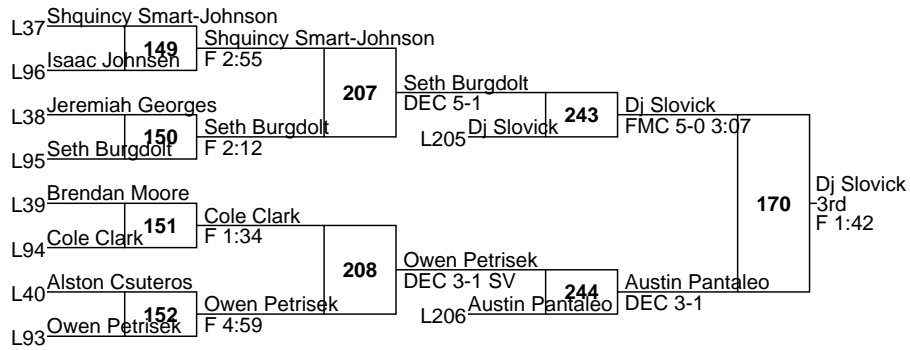 Shquincy Smart-Johnson
L37
149
Shquincy Smart-Johnson
F 2:55
Isaac Johnsen
L96
207
Seth Burgdolt
DEC 5-1
Jeremiah Georges
L38
150
Seth Burgdolt
F 2:12
Seth Burgdolt
L95
243
Dj Slovick
L205
Dj Slovick
FMC 5-0 3:07
170
Dj Slovick
3rd
F 1:42
Brendan Moore
L39
151
Cole Clark
F 1:34
Cole Clark
L94
208
Owen Petrisek
DEC 3-1 SV
Alston Csuteros
L40
152
Owen Petrisek
F 4:59
Owen Petrisek
L93
244
Austin Pantaleo
L206
Austin Pantaleo
DEC 3-1